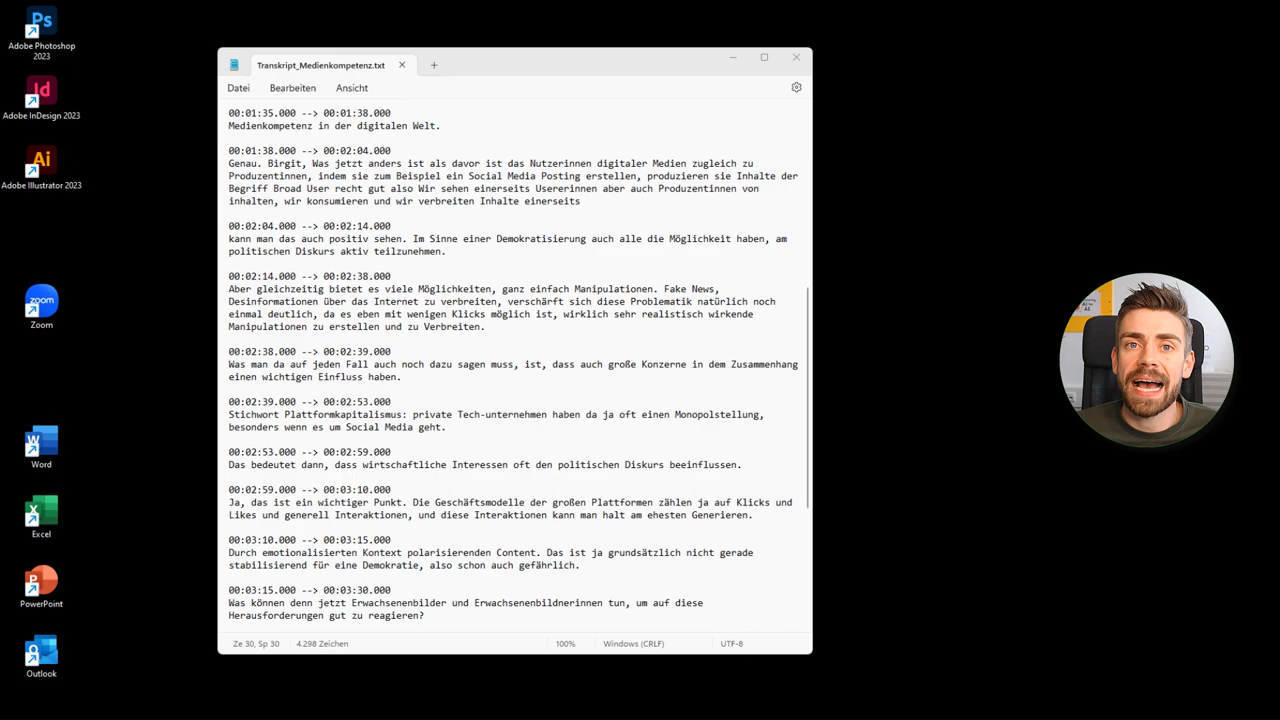 Ps
Adobe Photoshop
2023
Id
Adobe InDesign 2023
Ai
Adobe Illustrator 2023
zoom
Zoom
W
Word
X
Excel
P
PowerPoint
O
Outlook
Transkript_Medienkompetenz.txt
Datei Bearbeiten Ansicht
00:01:35.000 --> 00:01:38.000
Medienkompetenz in der digitalen Welt.
00:01:38.000 --> 00:02:04.000
Genau. Birgit, Was jetzt anders ist als davor ist das Nutzerinnen digitaler Medien zugleich zu
Produzentinnen, indem sie zum Beispiel ein Social Media Posting erstellen, produzieren sie Inhalte der
Begriff Broad User recht gut also Wir sehen einerseits Usererinnen aber auch Produzentinnen von
inhalten, wir konsumieren und wir verbreiten Inhalte einerseits
00:02:04.000 --> 00:02:14.000
kann man das auch positiv sehen. Im Sinne einer Demokratisierung auch alle die Möglichkeit haben, am
politischen Diskurs aktiv teilzunehmen.
00:02:14.000 --> 00:02:38.000
Aber gleichzeitig bietet es viele Möglichkeiten, ganz einfach Manipulationen. Fake News,
Desinformationen über das Internet zu verbreiten, verschärft sich diese Problematik natürlich noch
einmal deutlich, da es eben mit wenigen Klicks möglich ist, wirklich sehr realistisch wirkende
Manipulationen zu erstellen und zu Verbreiten.
00:02:38.000 --> 00:02:39.000
Was man da auf jeden Fall auch noch dazu sagen muss, ist, dass auch große Konzerne in dem Zusammenhang
einen wichtigen Einfluss haben.
00:02:39.000 --> 00:02:53.000
Stichwort Plattformkapitalismus: private Tech-unternehmen haben da ja oft einen Monopolstellung,
besonders wenn es um Social Media geht.
00:02:53.000 --> 00:02:59.000
Das bedeutet dann, dass wirtschaftliche Interessen oft den politischen Diskurs beeinflussen.
00:02:59.000 --> 00:03:10.000
Ja, das ist ein wichtiger Punkt. Die Geschäftsmodelle der großen Plattformen zählen ja auf Klicks und
Likes und generell Interaktionen, und diese Interaktionen kann man halt am ehesten Generieren.
00:03:10.000 --> 00:03:15.000
Durch emotionalisierten Kontext polarisierenden Content. Das ist ja grundsätzlich nicht gerade
stabilisierend für eine Demokratie, also schon auch gefährlich.
00:03:15.000 --> 00:03:30.000
Was können denn jetzt Erwachsenenbilder und Erwachsenenbildnerinnen tun, um auf diese
Herausforderungen gut zu reagieren?
Ze 30, Sp 30 4.298 Zeichen 100% Windows (CRLF) UTF-8